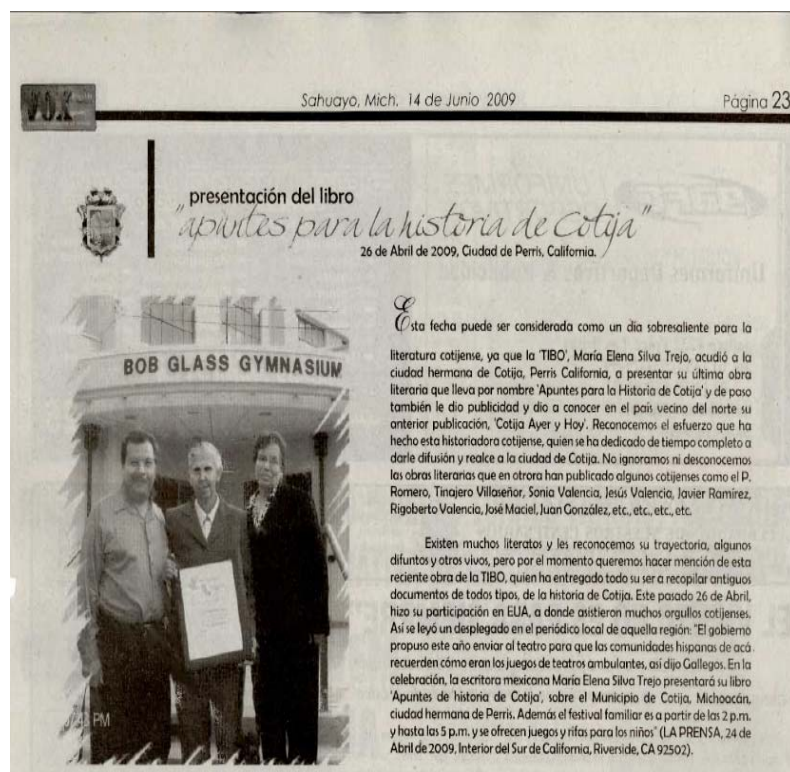 VOX
Sahuayo, Mich. 14 de Junio 2009
Página 23
presentación del libro
"apuntes para la historia de Cotija"
26 de Abril de 2009, Ciudad de Perris, California.
BOB GLASS GYMNASIUM
Esta fecha puede ser considerada como un día sobresaliente para la
literatura cotijense, ya que la 'TIBO', María Elena Silva Trejo, acudió a la
ciudad hermana de Cotija, Perris California, a presentar su última obra
literaria que lleva por nombre 'Apuntes para la Historia de Cotija' y de paso
también le dio publicidad y dio a conocer en el país vecino del norte su
anterior publicación, 'Cotija Ayer y Hoy'. Reconocemos el esfuerzo que ha
hecho esta historiadora cotijense, quien se ha dedicado de tiempo completo a
darle difusión y realce a la ciudad de Cotija. No ignoramos ni desconocemos
las obras literarias que en otrora han publicado algunos cotijenses como el P.
Romero, Tinajero Villaseñor, Sonia Valencia, Jesús Valencia, Javier Ramírez,
Rigoberto Valencia, José Maciel, Juan González, etc., etc., etc., etc.
Existen muchos literatos y les reconocemos su trayectoria, algunos
difuntos y otros vivos, pero por el momento queremos hacer mención de esta
reciente obra de la TIBO, quien ha entregado todo su ser a recopilar antiguos
documentos de todos tipos, de la historia de Cotija. Este pasado 26 de Abril,
hizo su participación en EUA, a donde asistieron muchos orgullos cotijenses.
Así se leyó un desplegado en el periódico local de aquella región: "El gobierno
propuso este año enviar al teatro para que las comunidades hispanas de acá
recuerden cómo eran los juegos de teatros ambulantes, así dijo Gallegos. En la
celebración, la escritora mexicana María Elena Silva Trejo presentará su libro
'Apuntes de historia de Cotija', sobre el Municipio de Cotija, Michoacán,
ciudad hermana de Perris. Además el festival familiar es a partir de las 2 p.m.
y hasta las 5 p.m. y se ofrecen juegos y rifas para los niños" (LA PRENSA, 24 de
Abril de 2009, Interior del Sur de California, Riverside, CA 92502).
PM